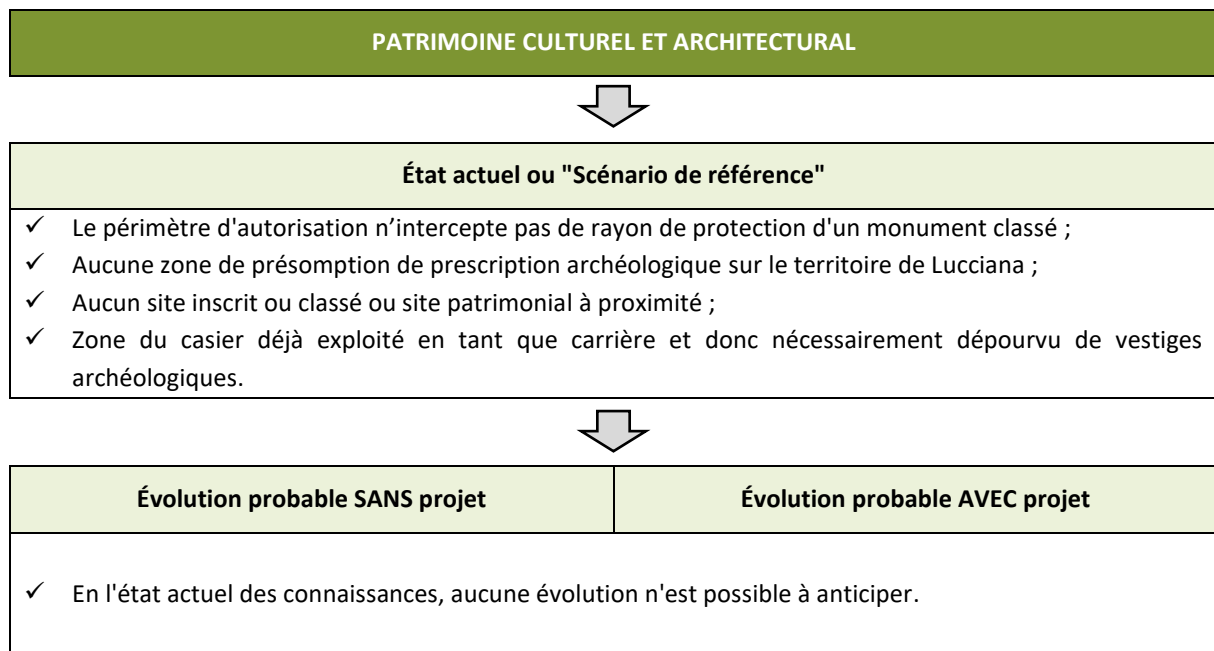 PATRIMOINE CULTUREL ET ARCHITECTURAL
État actuel ou "Scénario de référence"
✓ Le périmètre d'autorisation n’intercepte pas de rayon de protection d'un monument classé ;
✓ Aucune zone de présomption de prescription archéologique sur le territoire de Lucciana ;
✓ Aucun site inscrit ou classé ou site patrimonial à proximité ;
✓ Zone du casier déjà exploité en tant que carrière et donc nécessairement dépourvu de vestiges
archéologiques.
Évolution probable SANS projet
Évolution probable AVEC projet
✓ En l'état actuel des connaissances, aucune évolution n'est possible à anticiper.